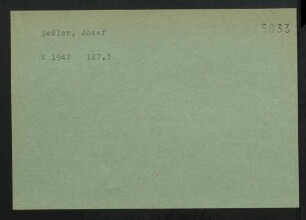 Seßler, Josef
5833
X 1947 127,3